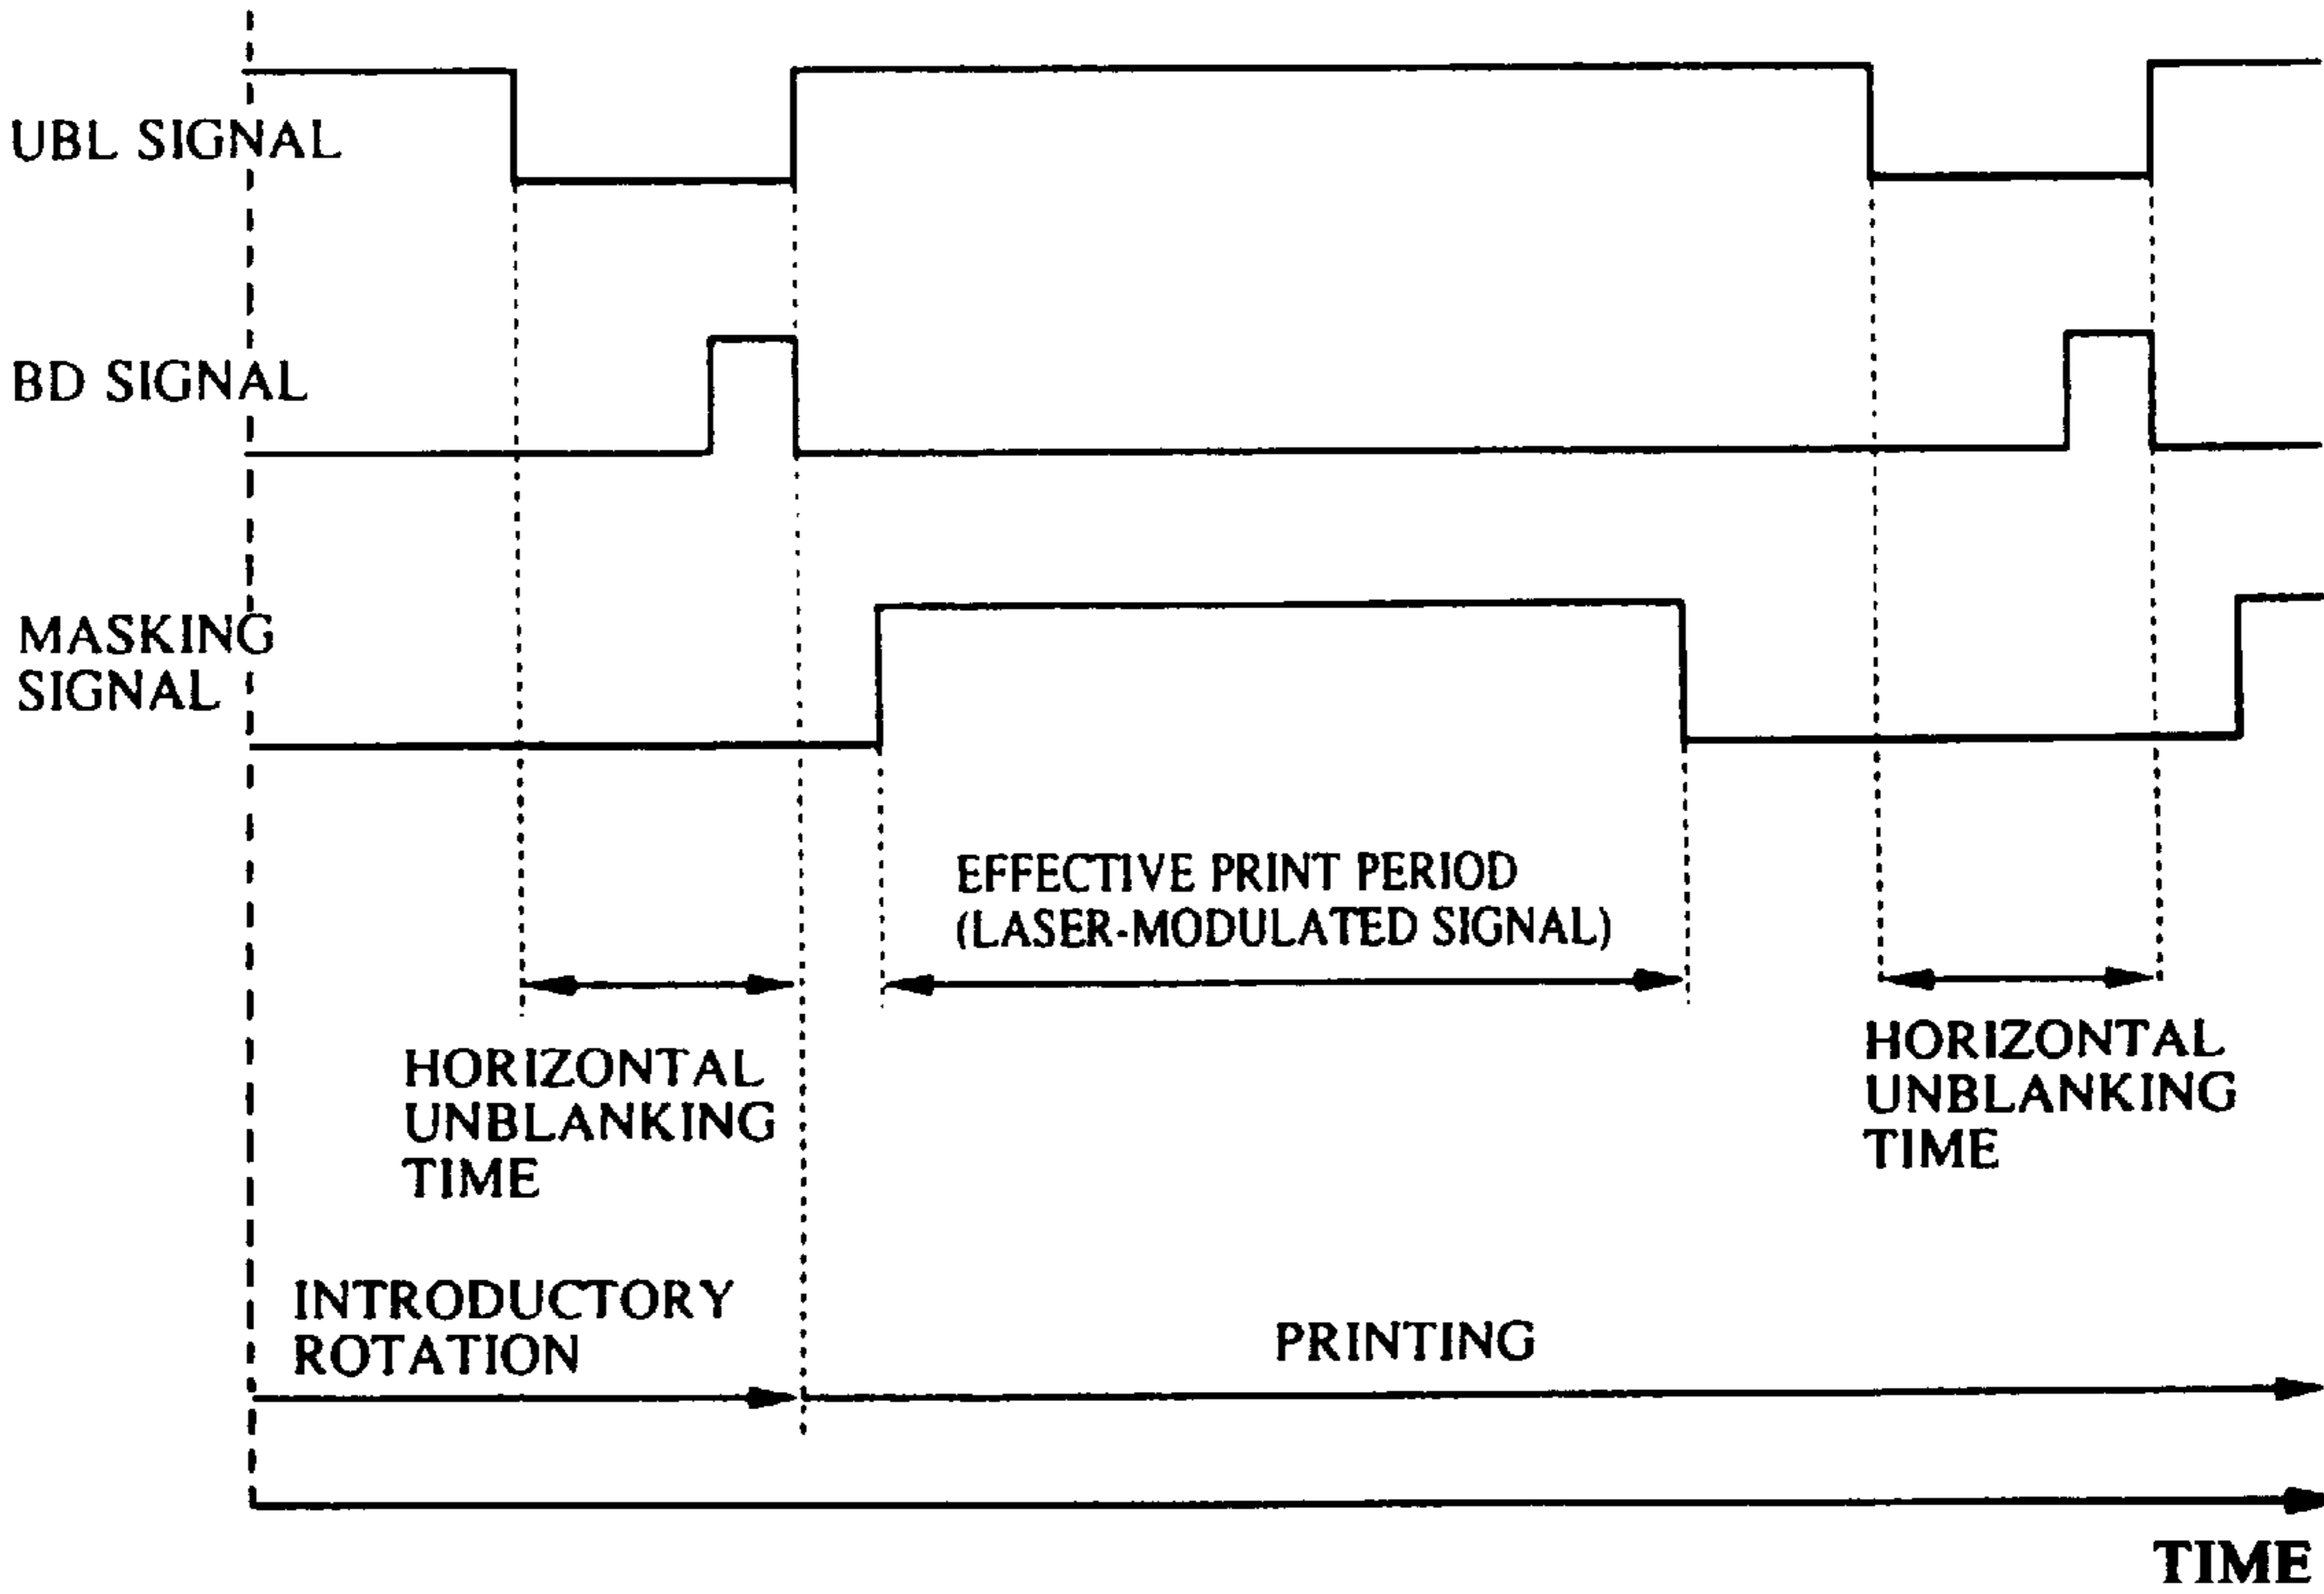 UBL SIGNAL
BD SIGNAL
MASKING
SIGNAL
EFFECTIVE PRINT PERIOD
(LASER-MODULATED SIGNAL)
HORIZONTAL
UNBLANKING
TIME
HORIZONTAL
UNBLANKING
TIME
INTRODUCTORY
ROTATION
PRINTING
TIME